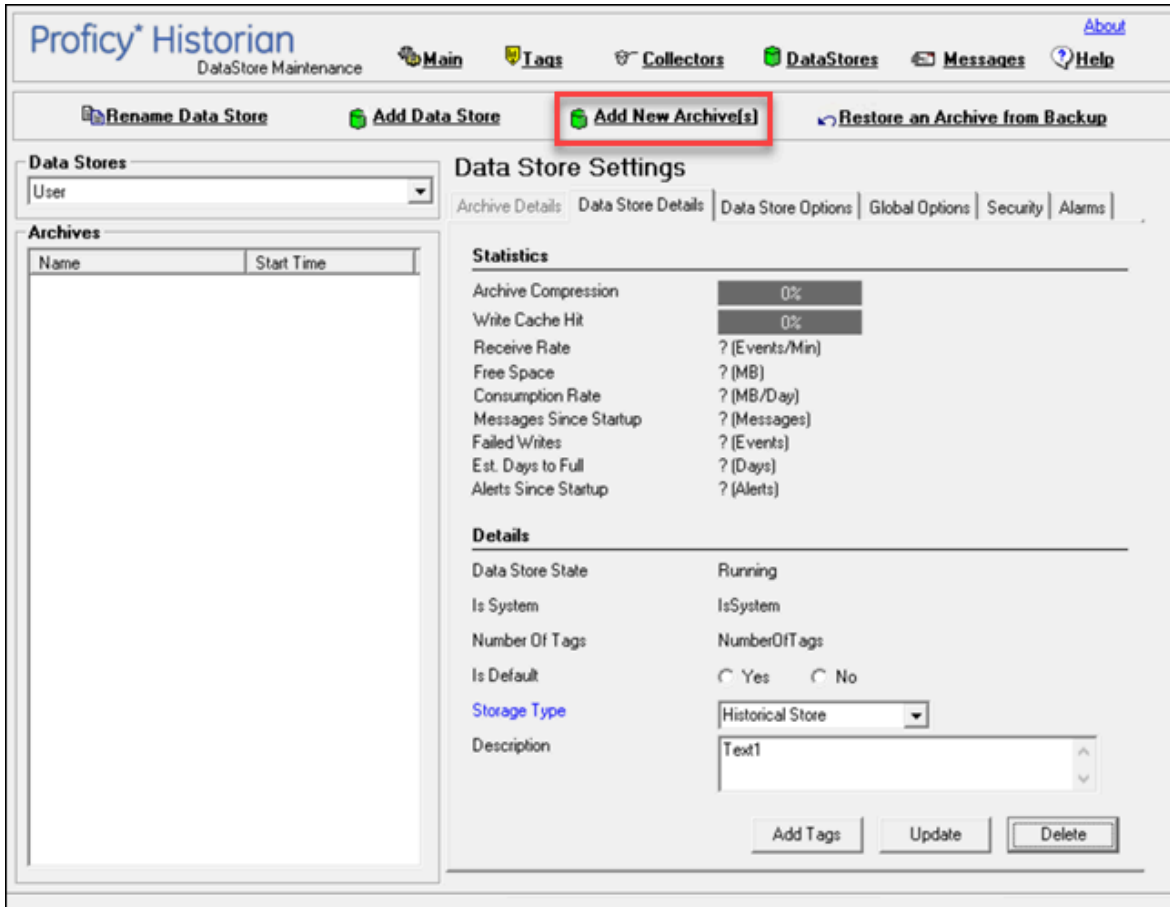 About
Proficy* Historian
DataStore Maintenance
Main Tags Collectors DataStores Messages Help
Rename Data Store Add Data Store Add New Archive(s) Restore an Archive from Backup
Data Stores
User
Archives
Name Start Time
Data Store Settings
Archive Details Data Store Details Data Store Options Global Options Security Alarms
Statistics
Archive Compression 0%
Write Cache Hit 0%
Receive Rate ? (Events/Min)
Free Space ? (MB)
Consumption Rate ? (MB/Day)
Messages Since Startup ? (Messages)
Failed Writes ? (Events)
Est. Days to Full ? (Days)
Alerts Since Startup ? (Alerts)
Details
Data Store State Running
Is System IsSystem
Number Of Tags NumberOfTags
Is Default Yes No
Storage Type Historical Store
Description Text1
Add Tags Update Delete